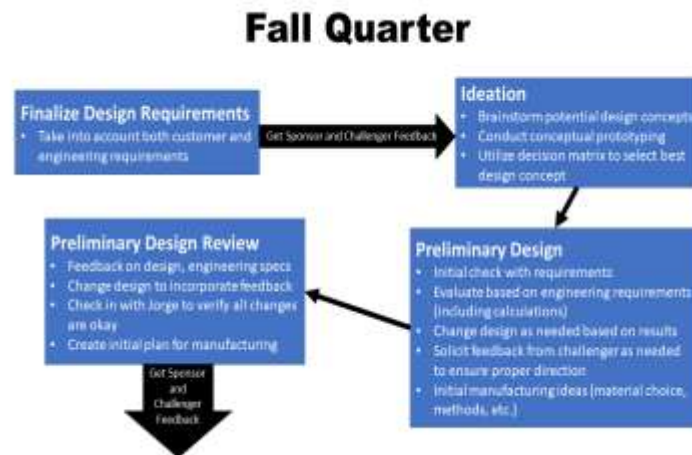 Fall Quarter
Finalize Design Requirements
• Take into account both customer and
engineering requirements
Get Sponsor and Challenger Feedback
Ideation
• Brainstorm potential design concepts
• Conduct conceptual prototyping
• Utilize decision matrix to select best
design concept
Preliminary Design
• Initial check with requirements
• Evaluate based on engineering requirements
(including calculations)
• Change design as needed based on results
• Solicit feedback from challenger as needed
to ensure proper direction
• Initial manufacturing ideas (material choice,
methods, etc.)
Preliminary Design Review
• Feedback on design, engineering specs
• Change design to incorporate feedback
• Check in with Jorge to verify all changes
are okay
• Create initial plan for manufacturing
Get Sponsor
and
Challenger
Feedback